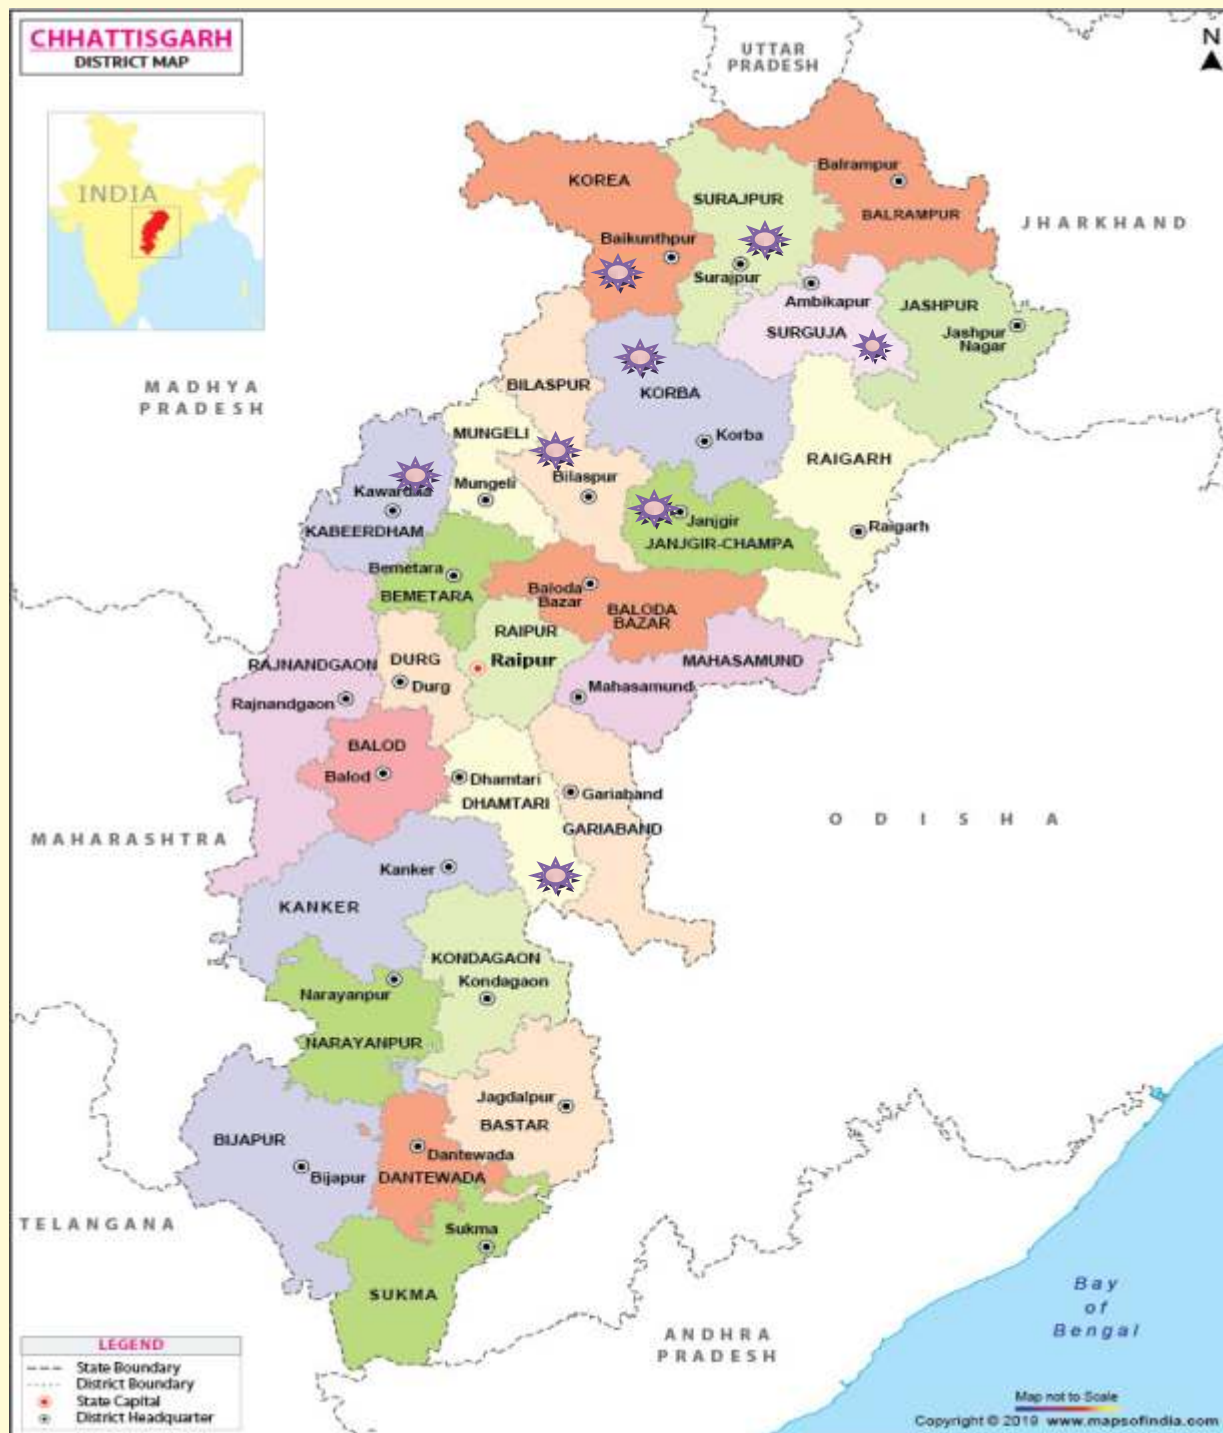 CHHATTISGARH
DISTRICT MAP
N
UTTAR
PRADESH
INDIA
KOREA
Balrampur
SURAJPUR
BALRAMPUR
JHARKHAND
Baikunthpur
Surajpur
Ambikapur
JASHPUR
SURGUJA
Jashpur
Nagar
MADHYA
PRADESH
BILASPUR
KORBA
MUNGELI
Korba
RAIGARH
Bilaspur
Mungeli
KABEERDHAM
Janjgir
Raigarh
JANJGIR-CHAMPA
Bemetara
BEMETARA
Baloda
Bazar
BALODA
BAZAR
RAIPUR
Raipur
DURG
Durg
RAJNANDGAON
Rajnandgaon
MAHASAMUND
Mahasamund
BALOD
Balod
Dhamtari
DHAMTARI
Gariaband
GARIABAND
ODISHA
MAHARASHTRA
Kanker
KANKER
KONDAGAON
Kondagaon
Narayanpur
NARAYANPUR
Jagdalpur
BASTAR
BIJAPUR
Bijapur
Dantewada
DANTEWADA
TELANGANA
Sukma
SUKMA
Bay
of
Bengal
ANDHRA
PRADESH
LEGEND
State Boundary
District Boundary
State Capital
District Headquarter
Map not to Scale
Copyright © 2019 www.mapsofindia.com